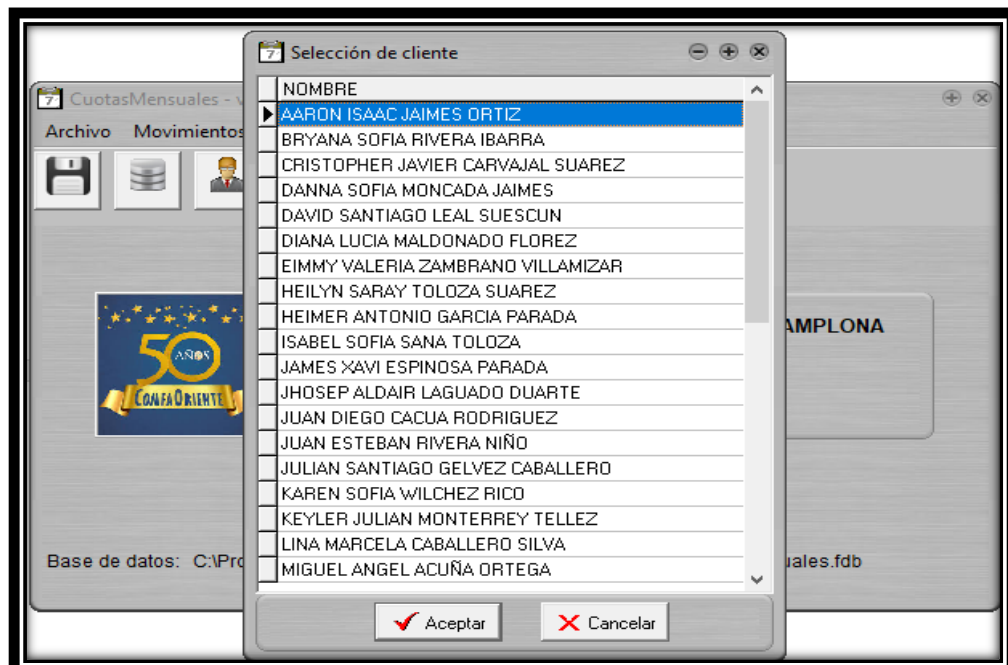 Selección de cliente
CuotasMensuales - v
Archivo Movimientos
NOMBRE
AARON ISAAC JAIMES ORTIZ
BRYANA SOFIA RIVERA IBARRA
CRISTOPHER JAVIER CARVAJAL SUAREZ
DANNA SOFIA MONCADA JAIMES
DAVID SANTIAGO LEAL SUESCUN
DIANA LUCIA MALDONADO FLOREZ
EIMMY VALERIA ZAMBRANO VILLAMIZAR
HEILYN SARAY TOLOZA SUAREZ
HEIMER ANTONIO GARCIA PARADA
ISABEL SOFIA SANA TOLOZA
JAMES XAVI ESPINOSA PARADA
JHOSEP ALDAIR LAGUADO DUARTE
JUAN DIEGO CACUA RODRIGUEZ
JUAN ESTEBAN RIVERA NIÑO
JULIAN SANTIAGO GELVEZ CABALLERO
KAREN SOFIA WILCHEZ RICO
KEYLER JULIAN MONTERREY TELLEZ
LINA MARCELA CABALLERO SILVA
MIGUEL ANGEL ACUÑA ORTEGA
Aceptar Cancelar
50
AÑOS
COMFAORIENTE
AMPLONA
Base de datos: C:\Pro
uales.fdb